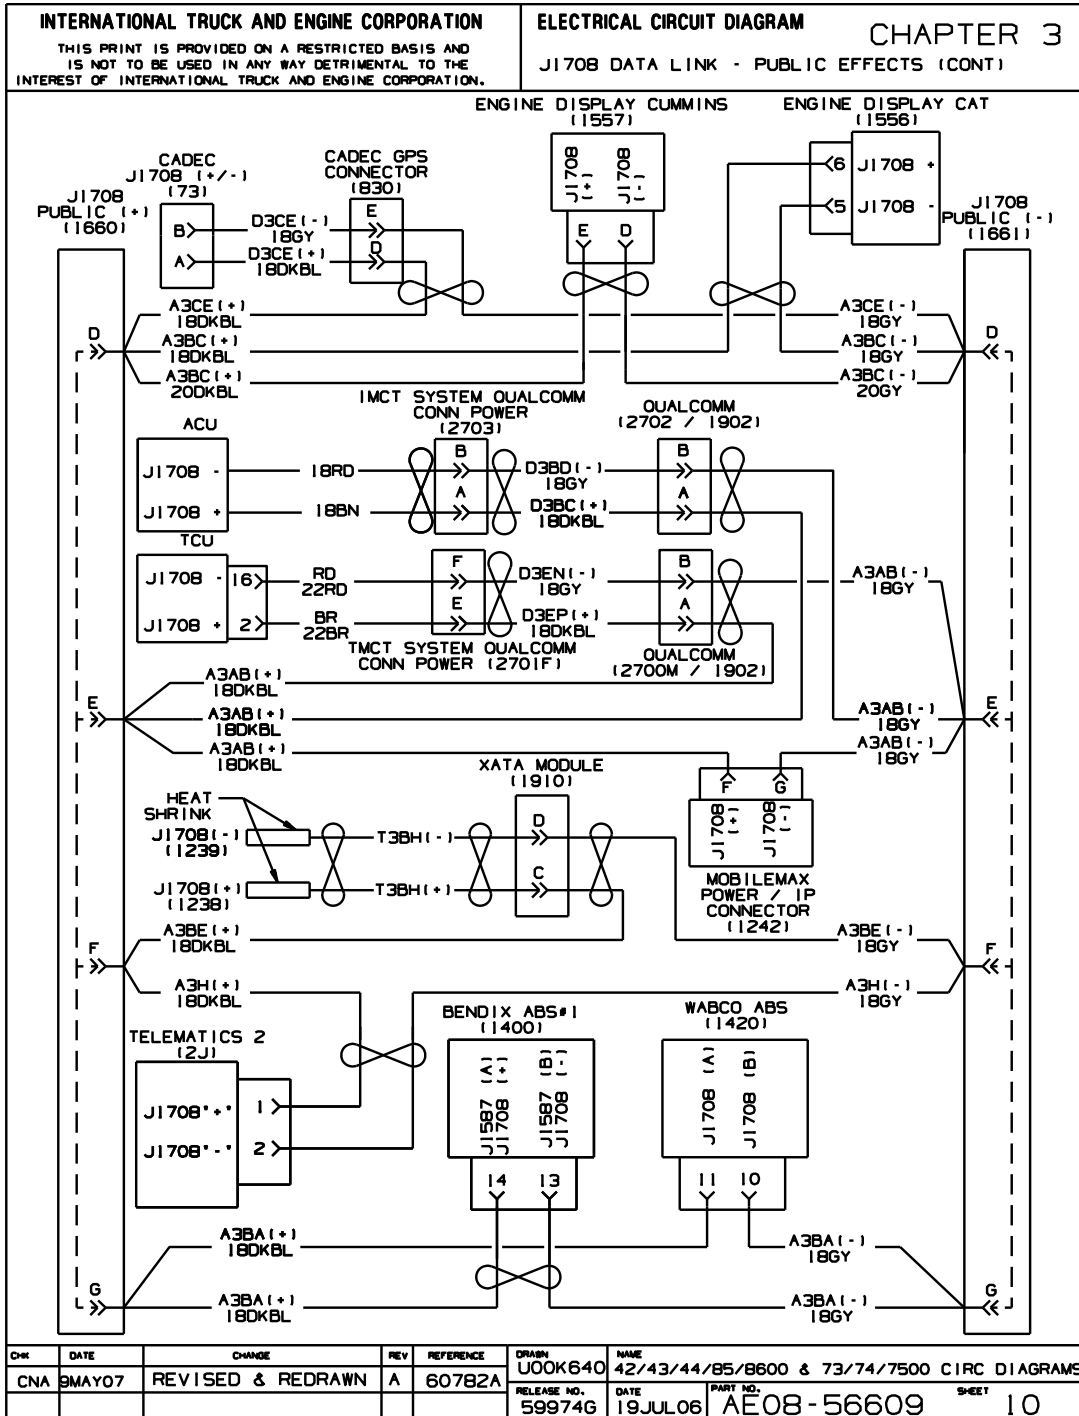 INTERNATIONAL TRUCK AND ENGINE CORPORATION
THIS PRINT IS PROVIDED ON A RESTRICTED BASIS AND
IS NOT TO BE USED IN ANY WAY DETRIMENTAL TO THE
INTEREST OF INTERNATIONAL TRUCK AND ENGINE CORPORATION.
ELECTRICAL CIRCUIT DIAGRAM
CHAPTER 3
J1708 DATA LINK - PUBLIC EFFECTS (CONT)
ENGINE DISPLAY CUMMINS
(1557)
ENGINE DISPLAY CAT
(1556)
CADEC
J1708 (+/-)
(73)
CADEC GPS
CONNECTOR
(830)
J1708
PUBLIC (+)
(1660)
J1708
PUBLIC (-)
(1661)
J1708
(+)
J1708
(-)
E
D
6
J1708 +
5
J1708 -
B
D3CE(-)
18GY
E
A
D3CE(+)
18DKBL
D
A3CE(+)
18DKBL
A3CE(-)
18GY
D
A3BC(+)
18DKBL
A3BC(-)
18GY
D
A3BC(+)
20DKBL
A3BC(-)
20GY
ACU
IMCT SYSTEM QUALCOMM
CONN POWER
(2703)
QUALCOMM
(2702 / 1902)
J1708 -
18RD
B
D3BD(-)
18GY
B
J1708 +
18BN
A
D3BC(+)
18DKBL
A
TCU
J1708 -
16
RD
22RD
F
D3EN(-)
18GY
B
A3AB(-)
18GY
J1708 +
2
BR
22BR
E
D3EP(+)
18DKBL
A
TMCT SYSTEM QUALCOMM
CONN POWER (2701F)
QUALCOMM
(2700M / 1902)
A3AB(+)
18DKBL
E
A3AB(+)
18DKBL
A3AB(-)
18GY
E
A3AB(+)
18DKBL
A3AB(-)
18GY
XATA MODULE
(1910)
F
G
J1708
(+)
J1708
(-)
MOBILEMAX
POWER / IP
CONNECTOR
(1242)
HEAT
SHRINK
J1708(-)
(1239)
T3BH(-)
D
J1708(+)
(1238)
T3BH(+)
C
A3BE(+)
18DKBL
A3BE(-)
18GY
F
F
A3H(+)
18DKBL
A3H(-)
18GY
TELEMATICS 2
(2J)
BENDIX ABS#1
(1400)
WABCO ABS
(1420)
J1708"+"
1
J1708"-"
2
J1587 (A)
J1708 (+)
J1587 (B)
J1708 (-)
J1708 (A)
J1708 (B)
14
13
11
10
A3BA(+)
18DKBL
A3BA(-)
18GY
G
G
A3BA(+)
18DKBL
A3BA(-)
18GY
CHK DATE CHANGE REV REFERENCE
CNA 9MAY07 REVISED & REDRAWN A 60782A
DRAWN
U00K640
NAME
42/43/44/85/8600 & 73/74/7500 CIRC DIAGRAMS
RELEASE NO.
59974G
DATE
19JUL06
PART NO.
AE08-56609
SHEET
10